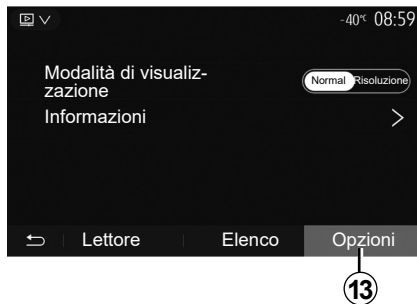 -40°C 08:59
Modalità di visualiz-
zazione
Normal Risoluzione
Informazioni
Lettore Elenco Opzioni
13